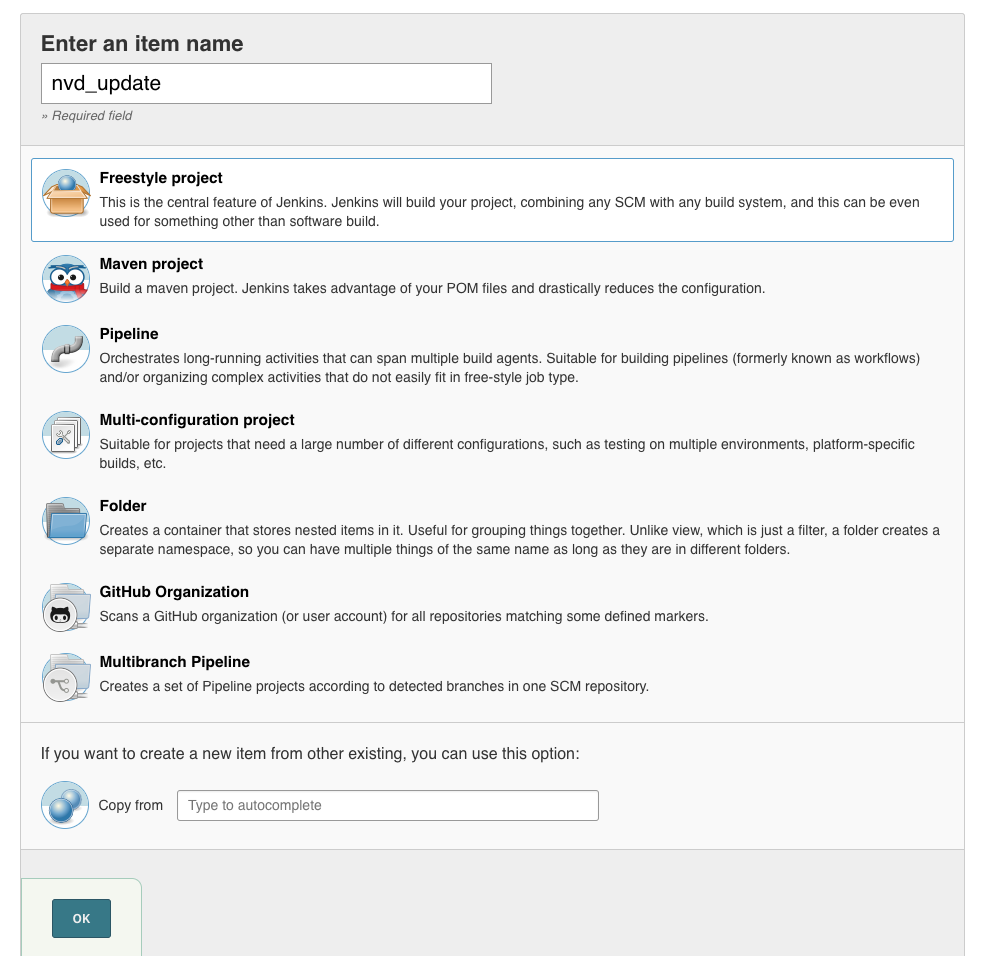 Enter an item name
nvd_update
» Required field
Freestyle project
This is the central feature of Jenkins. Jenkins will build your project, combining any SCM with any build system, and this can be even
used for something other than software build.
Maven project
Build a maven project. Jenkins takes advantage of your POM files and drastically reduces the configuration.
Pipeline
Orchestrates long-running activities that can span multiple build agents. Suitable for building pipelines (formerly known as workflows)
and/or organizing complex activities that do not easily fit in free-style job type.
Multi-configuration project
Suitable for projects that need a large number of different configurations, such as testing on multiple environments, platform-specific
builds, etc.
Folder
Creates a container that stores nested items in it. Useful for grouping things together. Unlike view, which is just a filter, a folder creates a
separate namespace, so you can have multiple things of the same name as long as they are in different folders.
GitHub Organization
Scans a GitHub organization (or user account) for all repositories matching some defined markers.
Multibranch Pipeline
Creates a set of Pipeline projects according to detected branches in one SCM repository.
If you want to create a new item from other existing, you can use this option:
Copy from Type to autocomplete
OK